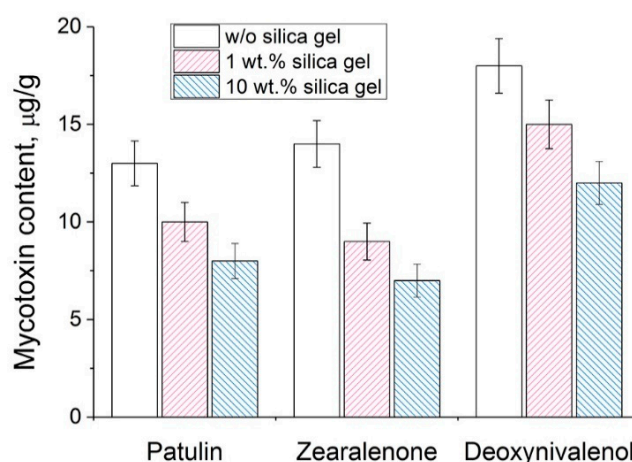 20
15
10
5
0
Mycotoxin content, μg/g
w/o silica gel
1 wt.% silica gel
10 wt.% silica gel
Patulin Zearalenone Deoxynivalenol